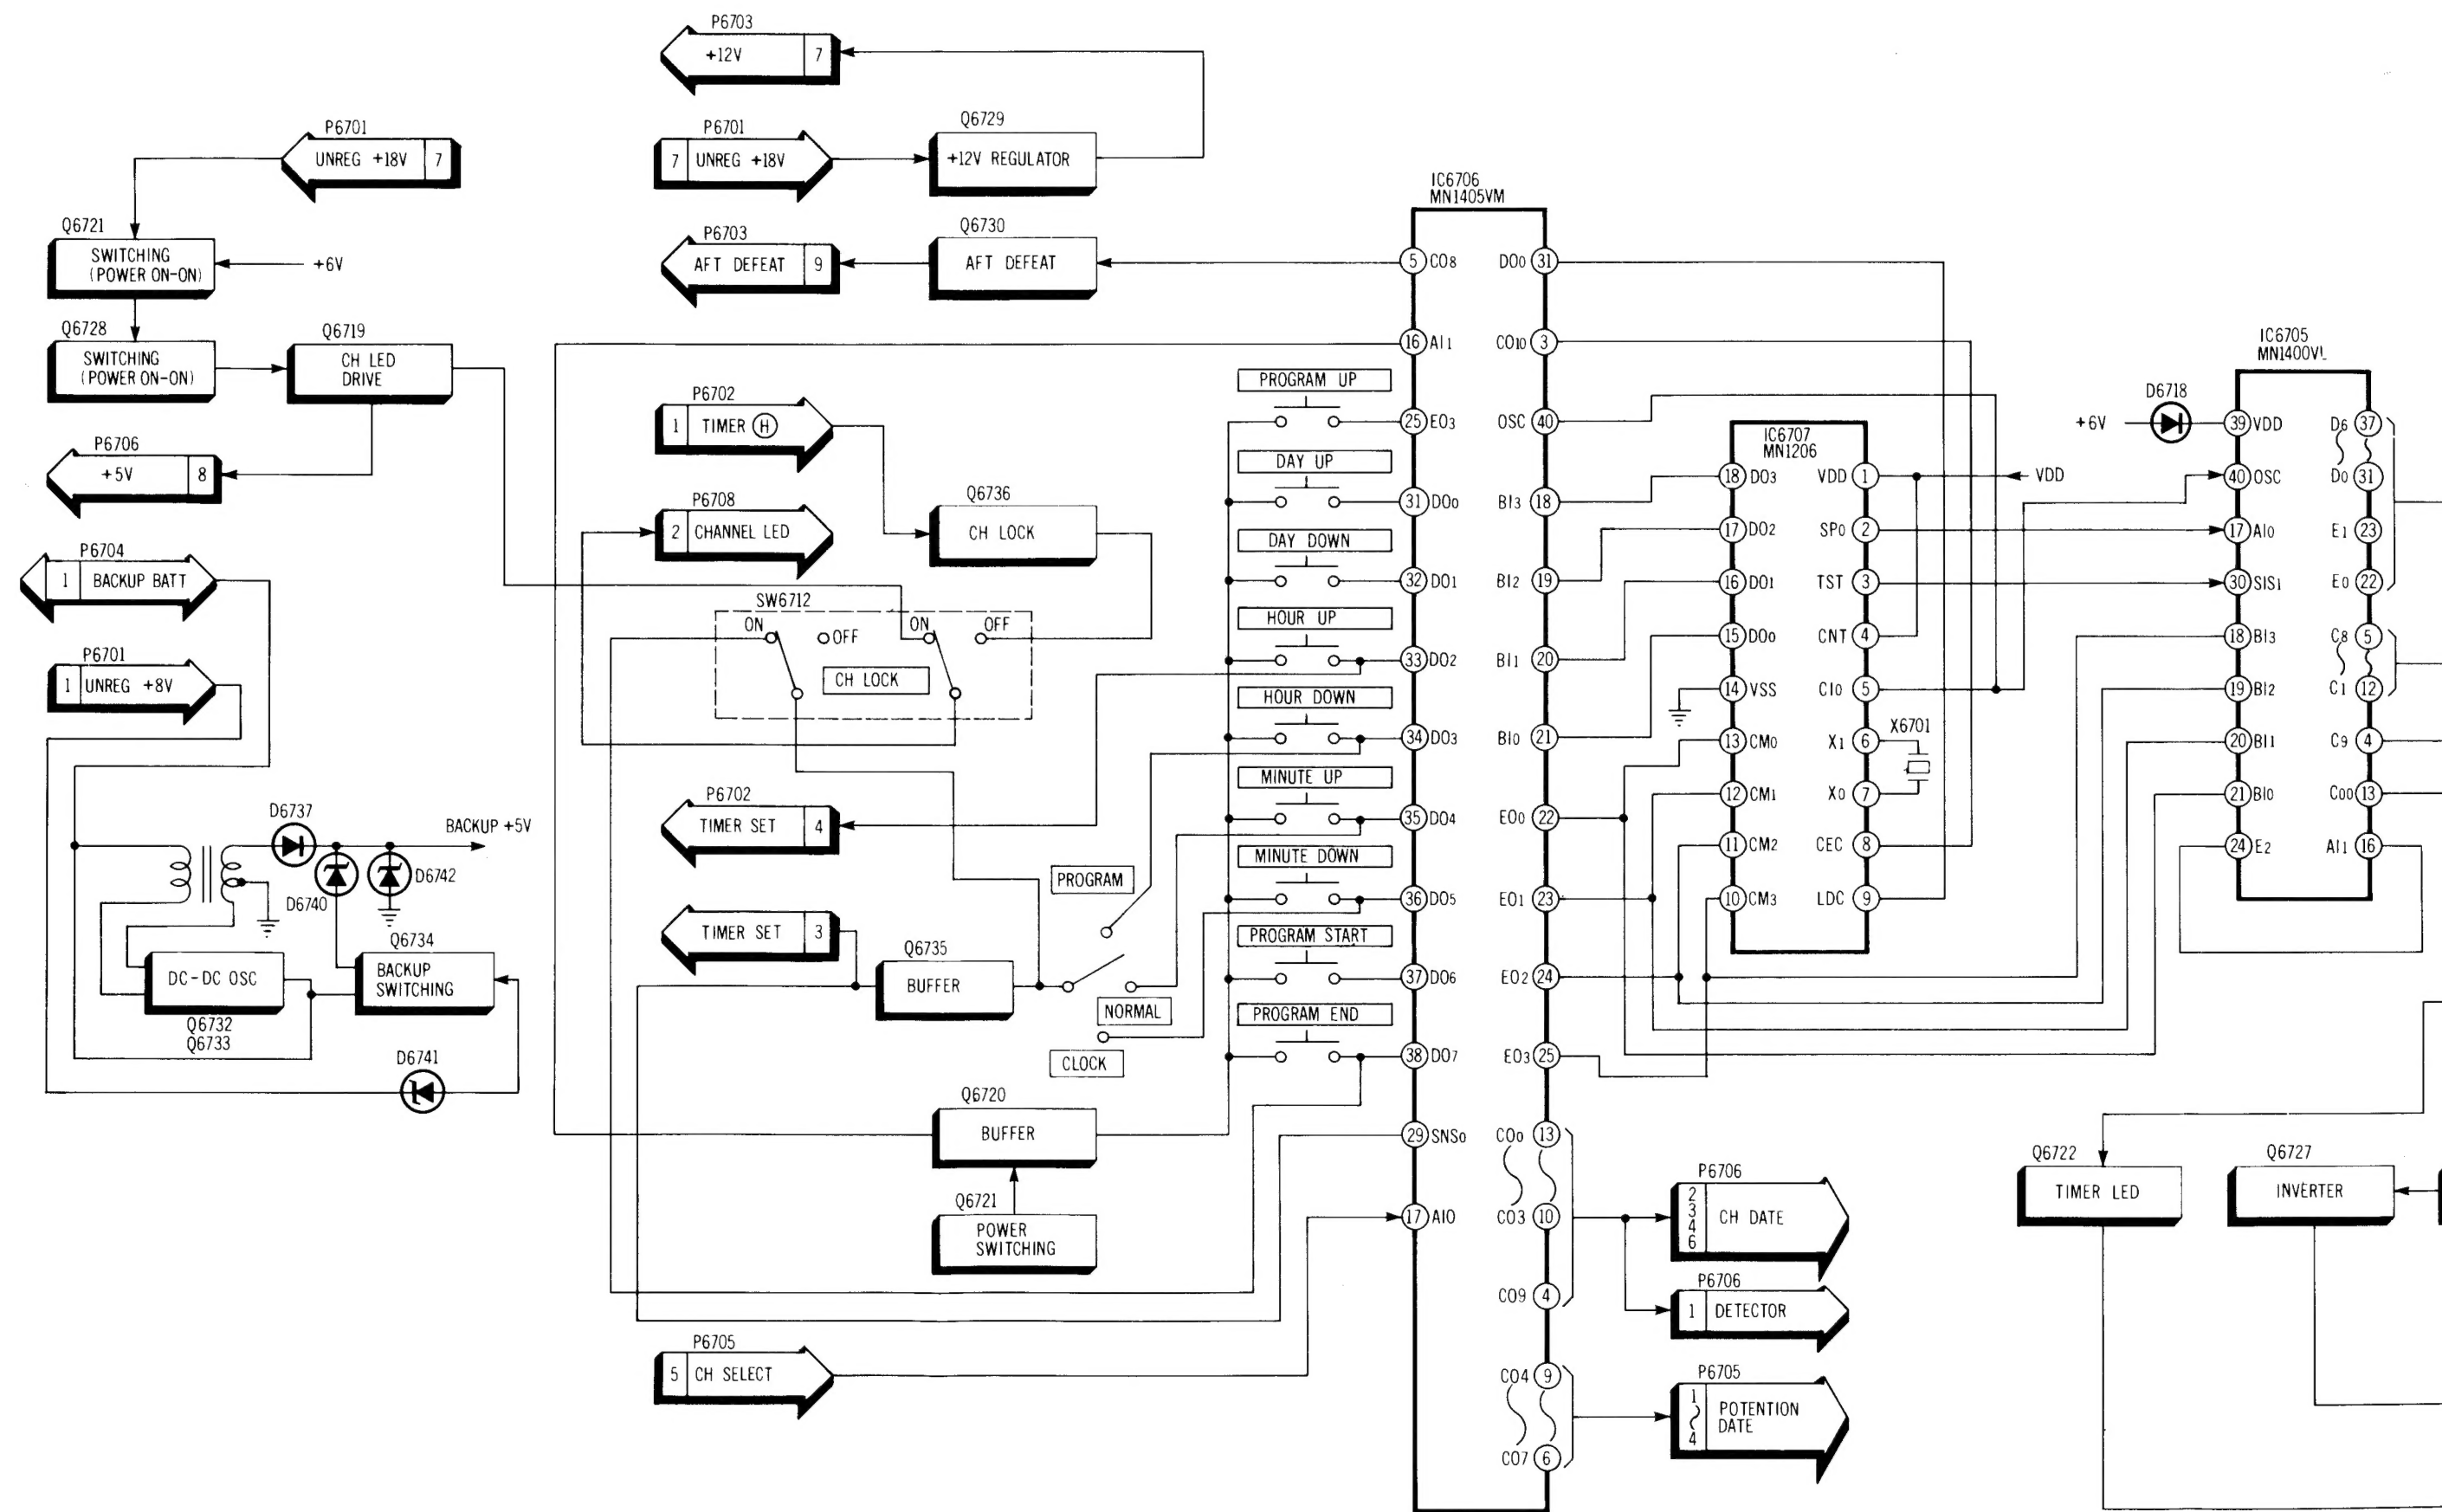 P6703
+12V 7
P6701
UNREG +18V 7
P6701
7 UNREG +18V
Q6729
+12V REGULATOR
Q6721
SWITCHING
(POWER ON-ON)
+6V
P6703
AFT DEFEAT 9
Q6730
AFT DEFEAT
Q6728
SWITCHING
(POWER ON-ON)
Q6719
CH LED
DRIVE
P6706
+5V 8
P6702
1 TIMER H
P6708
2 CHANNEL LED
Q6736
CH LOCK
P6704
1 BACKUP BATT
P6701
1 UNREG +8V
SW6712
ON
OFF
ON
OFF
CH LOCK
P6702
TIMER SET 4
TIMER SET 3
D6737
BACKUP +5V
D6740
D6742
DC-DC OSC
Q6732
Q6733
Q6734
BACKUP
SWITCHING
D6741
Q6735
BUFFER
PROGRAM
NORMAL
CLOCK
Q6720
BUFFER
Q6721
POWER
SWITCHING
P6705
5 CH SELECT
PROGRAM UP
DAY UP
DAY DOWN
HOUR UP
HOUR DOWN
MINUTE UP
MINUTE DOWN
PROGRAM START
PROGRAM END
IC6706
MN1405VM
5 CO8
16 AI1
25 EO3
31 DO0
32 DO1
33 DO2
34 DO3
35 DO4
36 DO5
37 DO6
38 DO7
29 SNS0
17 AIO
DO0 31
CO10 3
OSC 40
BI3 18
BI2 19
BI1 20
BI0 21
EO0 22
EO1 23
EO2 24
EO3 25
CO0 13
CO3 10
CO9 4
CO4 9
CO7 6
P6706
2
3
4
6
CH DATE
P6706
1 DETECTOR
P6705
1
4
POTENTION
DATE
IC6707
MN1206
18 DO3
17 DO2
16 DO1
15 DO0
14 VSS
13 CM0
12 CM1
11 CM2
10 CM3
VDD 1
SP0 2
TST 3
CNT 4
CI0 5
X1 6
X0 7
CEC 8
LDC 9
VDD
X6701
IC6705
MN1400VL
D6718
+6V
39 VDD
40 OSC
17 AI0
30 SIS1
18 BI3
19 BI2
20 BI1
21 BI0
24 E2
D6 37
D0 31
E1 23
E0 22
C8 5
C1 12
C9 4
C00 13
AI1 16
Q6722
TIMER LED
Q6727
INVERTER